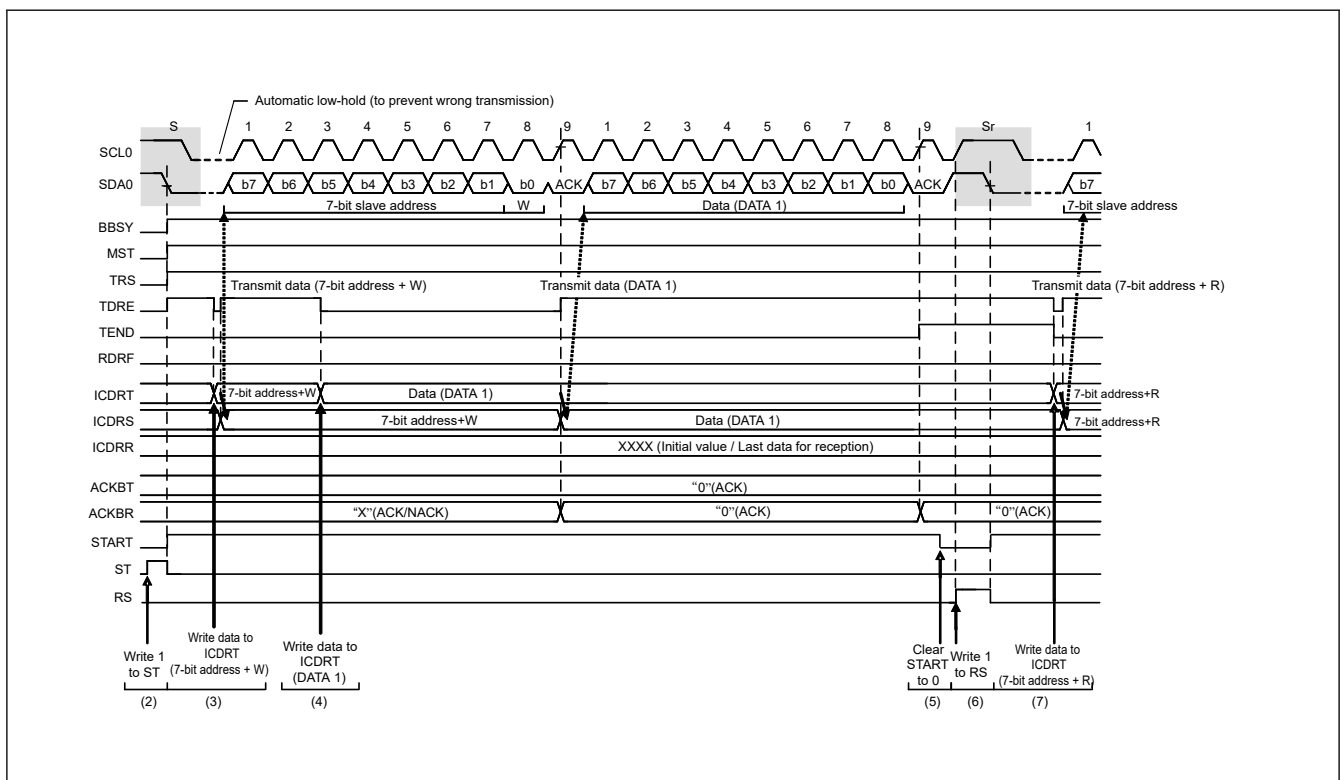 Automatic low-hold (to prevent wrong transmission)
S 1 2 3 4 5 6 7 8 9 1 2 3 4 5 6 7 8 9 Sr 1
SCL0
SDA0 b7 b6 b5 b4 b3 b2 b1 b0 ACK b7 b6 b5 b4 b3 b2 b1 b0 ACK b7
7-bit slave address W Data (DATA 1) 7-bit slave address
BBSY
MST
TRS
Transmit data (7-bit address + W) Transmit data (DATA 1) Transmit data (7-bit address + R)
TDRE
TEND
RDRF
ICDRT 7-bit address+W Data (DATA 1) 7-bit address+R
ICDRS 7-bit address+W Data (DATA 1) 7-bit address+R
ICDRR XXXX (Initial value / Last data for reception)
ACKBT "0"(ACK)
ACKBR "X"(ACK/NACK) "0"(ACK) "0"(ACK)
START
ST
RS
Write 1
to ST
Write data to
ICDRT
(7-bit address + W)
Write data to
ICDRT
(DATA 1)
Clear
START
to 0
Write 1
to RS
Write data to
ICDRT
(7-bit address + R)
(2) (3) (4) (5) (6) (7)